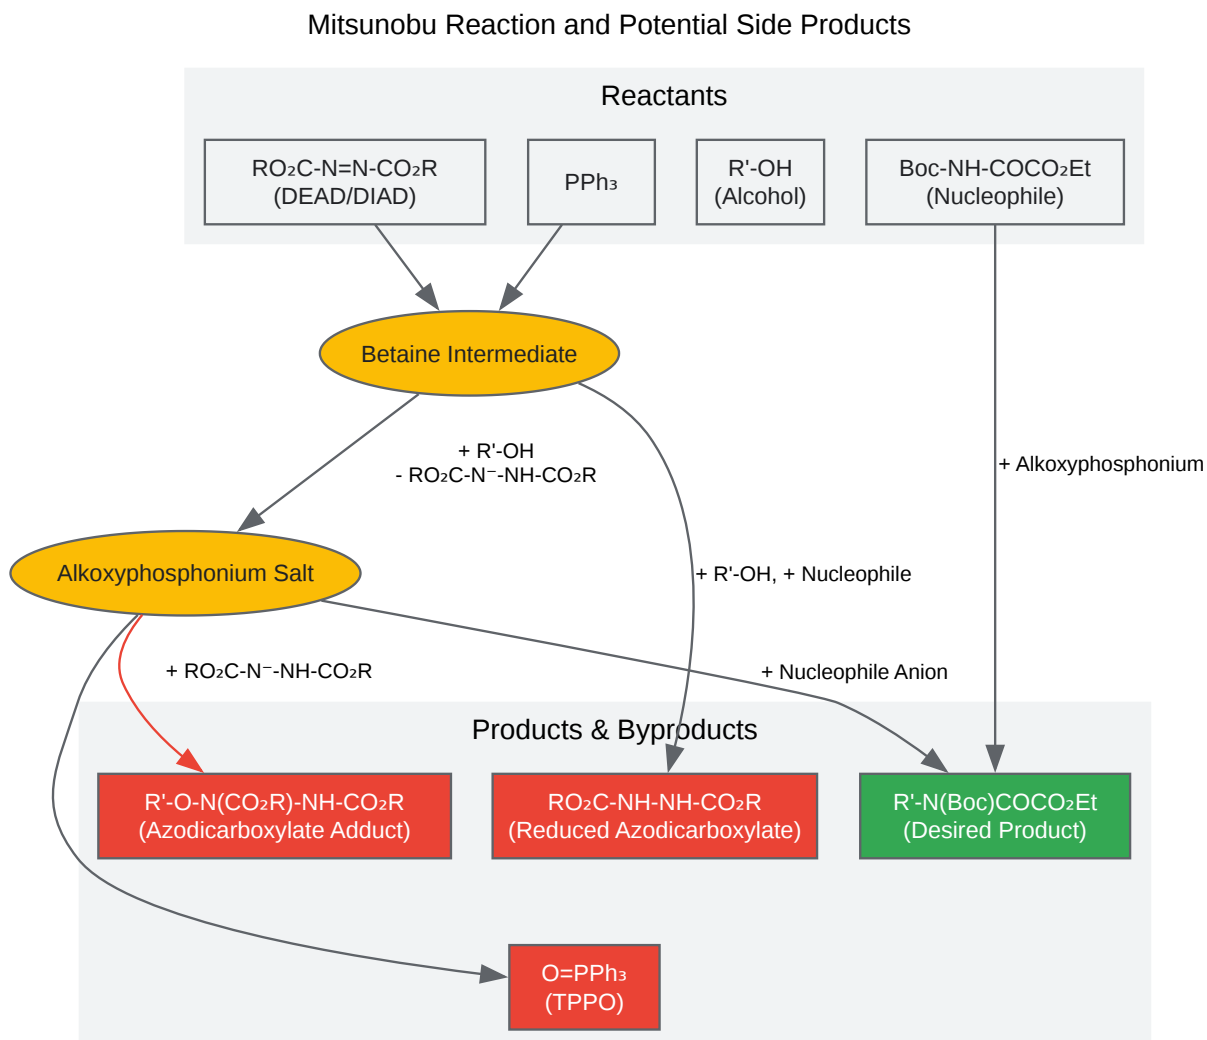 Mitsunobu Reaction and Potential Side Products
Reactants
RO₂C-N=N-CO₂R
(DEAD/DIAD)
PPh₃
R'-OH
(Alcohol)
Boc-NH-COCO₂Et
(Nucleophile)
Betaine Intermediate
+ R'-OH
- RO₂C-N⁻-NH-CO₂R
+ Alkoxyphosphonium
Alkoxyphosphonium Salt
+ R'-OH, + Nucleophile
+ RO₂C-N⁻-NH-CO₂R
+ Nucleophile Anion
Products & Byproducts
R'-O-N(CO₂R)-NH-CO₂R
(Azodicarboxylate Adduct)
RO₂C-NH-NH-CO₂R
(Reduced Azodicarboxylate)
R'-N(Boc)COCO₂Et
(Desired Product)
O=PPh₃
(TPPO)